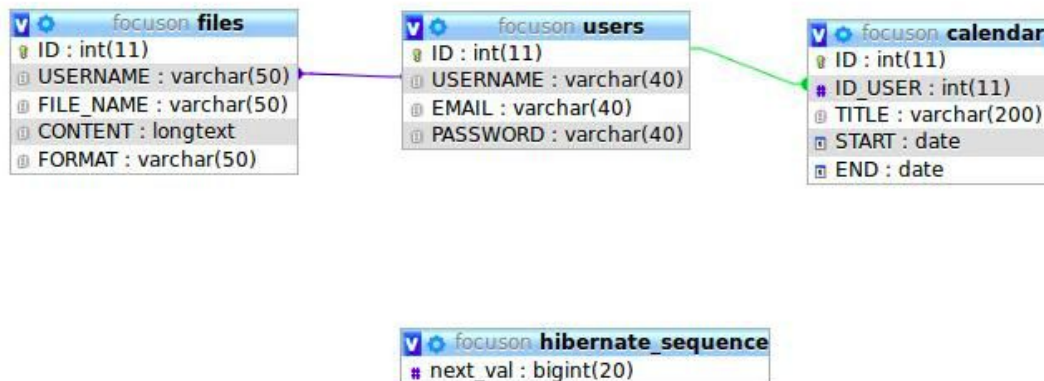 focuson files
ID : int(11)
USERNAME : varchar(50)
FILE_NAME : varchar(50)
CONTENT : longtext
FORMAT : varchar(50)
focuson users
ID : int(11)
USERNAME : varchar(40)
EMAIL : varchar(40)
PASSWORD : varchar(40)
focuson calendar
ID : int(11)
ID_USER : int(11)
TITLE : varchar(200)
START : date
END : date
focuson hibernate_sequence
next_val : bigint(20)